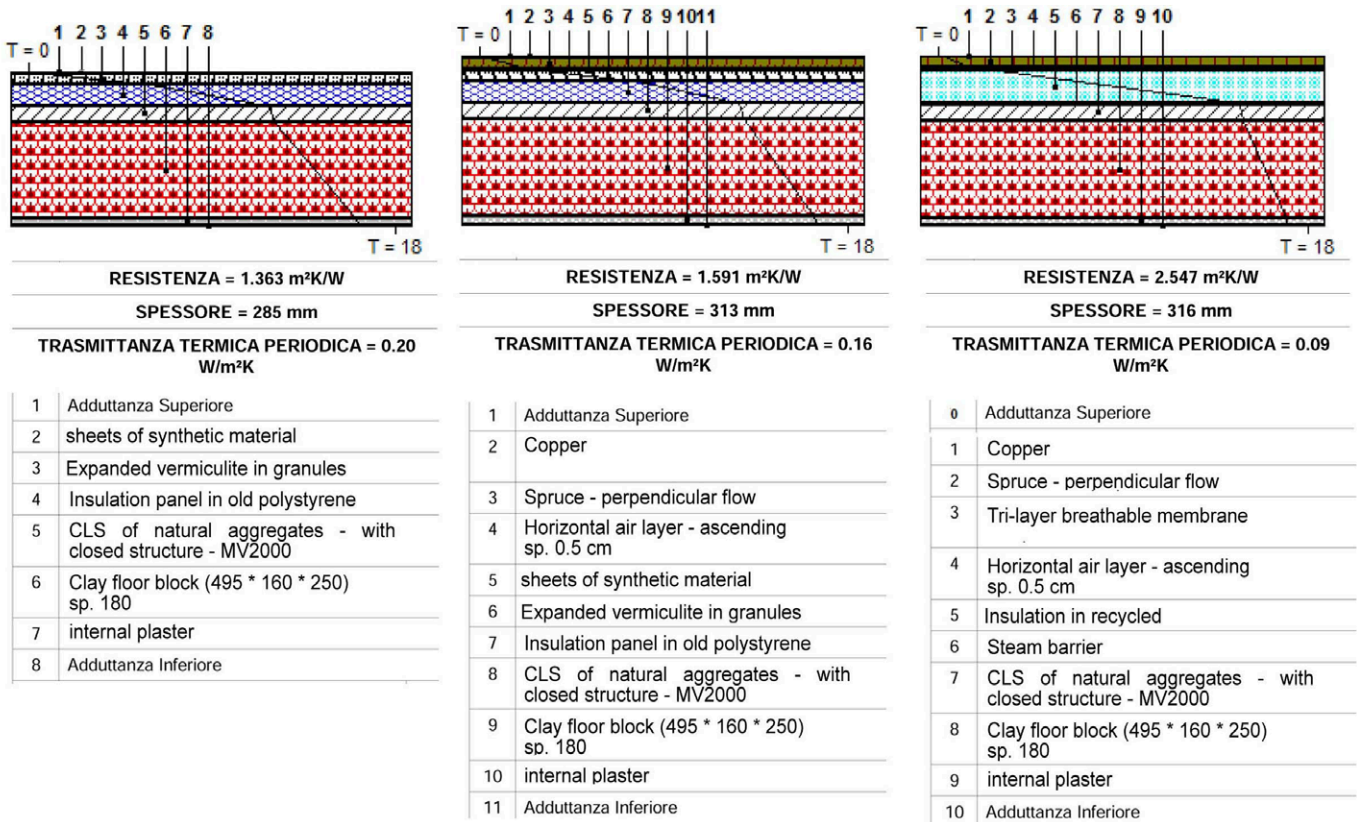 1 2 3 4 5 6 7 8
T = 0
T = 18
RESISTENZA = 1.363 m²K/W
SPESSORE = 285 mm
TRASMITTANZA TERMICA PERIODICA = 0.20
W/m²K
1 Adduttanza Superiore
2 sheets of synthetic material
3 Expanded vermiculite in granules
4 Insulation panel in old polystyrene
5 CLS of natural aggregates - with
closed structure - MV2000
6 Clay floor block (495 * 160 * 250)
sp. 180
7 internal plaster
8 Adduttanza Inferiore
1 2 3 4 5 6 7 8 9 10 11
T = 0
T = 18
RESISTENZA = 1.591 m²K/W
SPESSORE = 313 mm
TRASMITTANZA TERMICA PERIODICA = 0.16
W/m²K
1 Adduttanza Superiore
2 Copper
3 Spruce - perpendicular flow
4 Horizontal air layer - ascending
sp. 0.5 cm
5 sheets of synthetic material
6 Expanded vermiculite in granules
7 Insulation panel in old polystyrene
8 CLS of natural aggregates - with
closed structure - MV2000
9 Clay floor block (495 * 160 * 250)
sp. 180
10 internal plaster
11 Adduttanza Inferiore
1 2 3 4 5 6 7 8 9 10
T = 0
T = 18
RESISTENZA = 2.547 m²K/W
SPESSORE = 316 mm
TRASMITTANZA TERMICA PERIODICA = 0.09
W/m²K
0 Adduttanza Superiore
1 Copper
2 Spruce - perpendicular flow
3 Tri-layer breathable membrane
4 Horizontal air layer - ascending
sp. 0.5 cm
5 Insulation in recycled
6 Steam barrier
7 CLS of natural aggregates - with
closed structure - MV2000
8 Clay floor block (495 * 160 * 250)
sp. 180
9 internal plaster
10 Adduttanza Inferiore